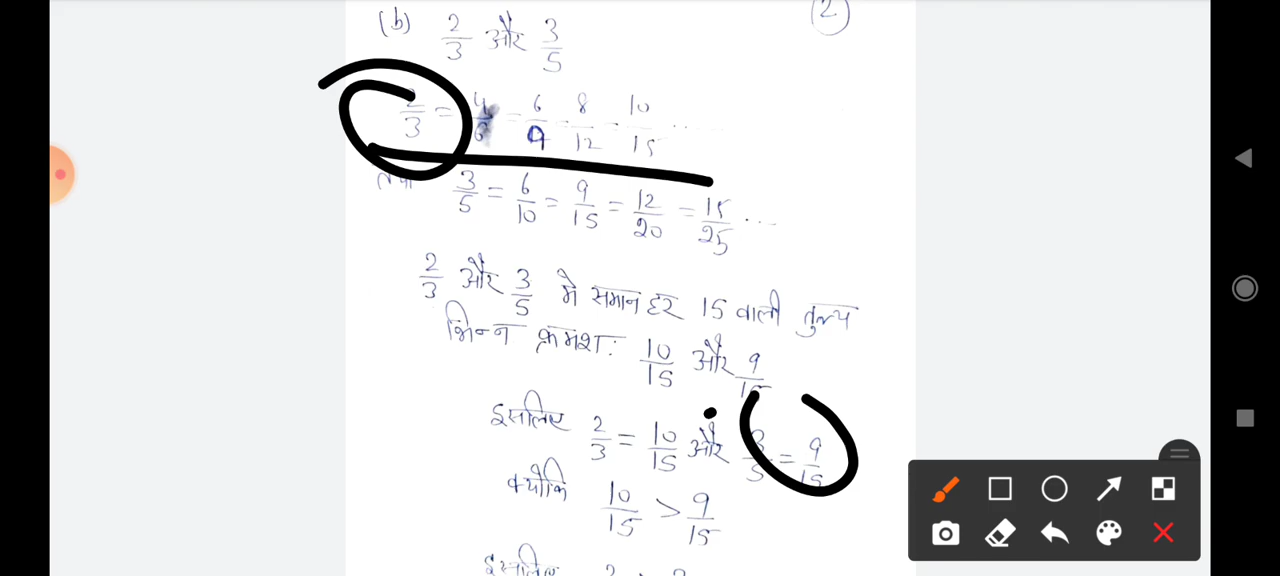 (b) 2/3 और 3/5 (2)
2/3 = 4/6 = 6/9 = 8/12 = 10/15 .....
3/5 = 6/10 = 9/15 = 12/20 = 15/25 ...
2/3 और 3/5 मे समान हर 15 वाली तुल्य
भिन्न क्रमश: 10/15 और 9/15
इसलिए 2/3 = 10/15 और 3/5 = 9/15
क्योकि 10/15 > 9/15
इसलिए